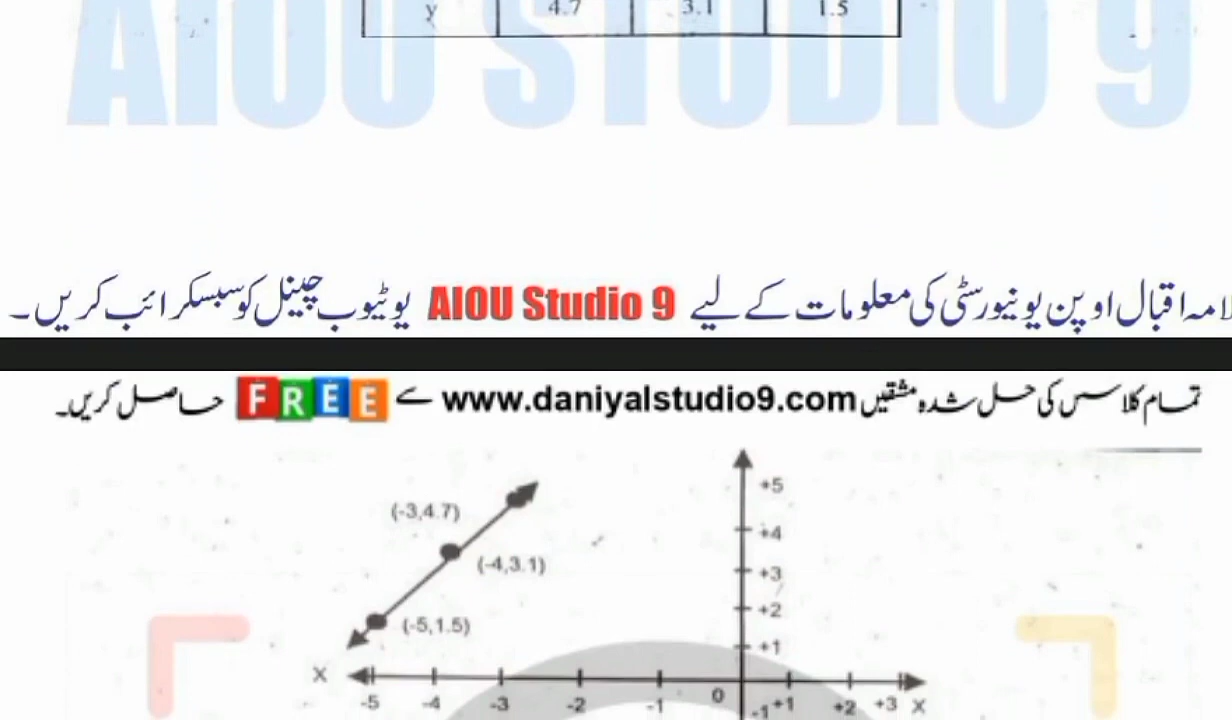 y 4.7 3.1 1.5
AIOU STUDIO 9
لامہ اقبال اوپن یونیورسٹی کی معلومات کے لیے AIOU Studio 9 یوٹیوب چینل کو سبسکرائب کریں۔
تمام کلاسس کی حل شدہ مشقیں www.daniyalstudio9.com سے FREE حاصل کریں۔
+5
(-3,4.7)
+4
(-4,3.1)
+3
+2
(-5,1.5)
+1
X -5 -4 -3 -2 -1 0 +1 +2 +3 X
-1